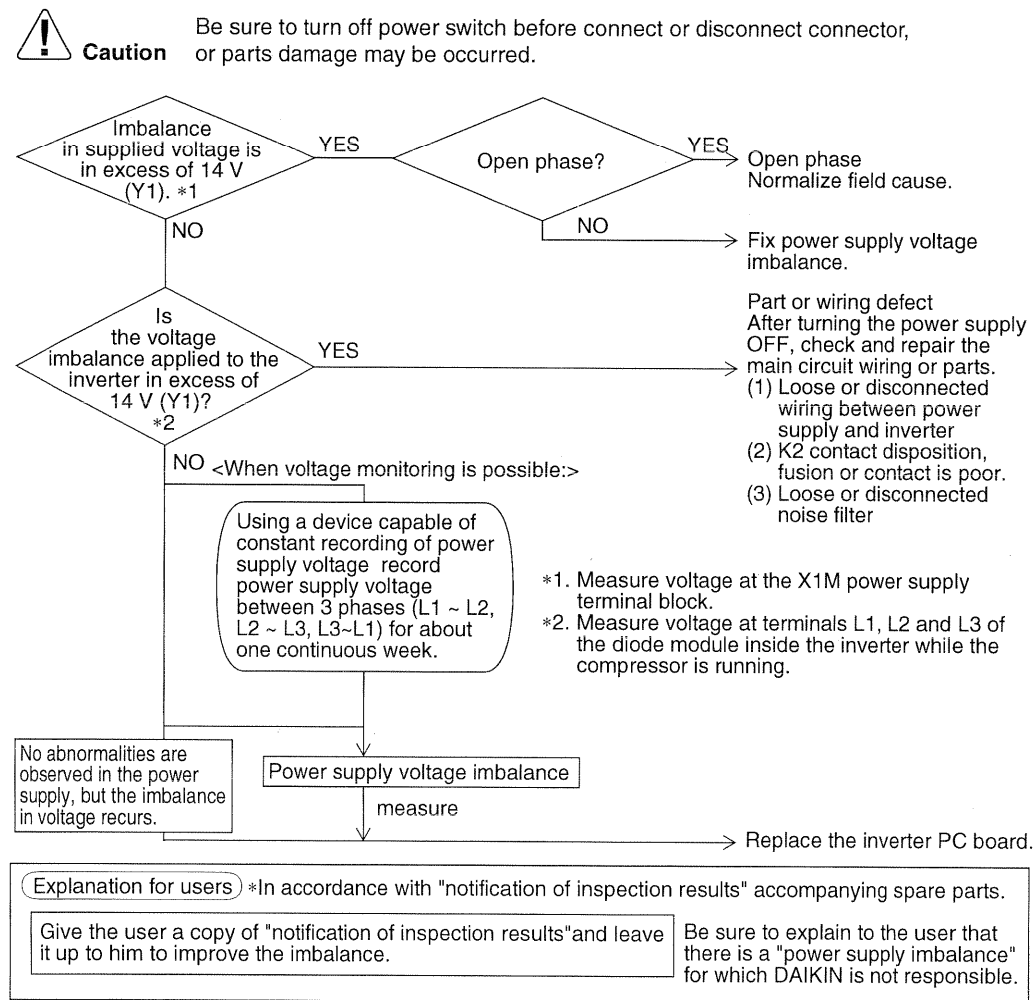 Caution
Be sure to turn off power switch before connect or disconnect connector,
or parts damage may be occurred.
Imbalance
in supplied voltage is
in excess of 14 V
(Y1). *1
YES
Open phase?
YES
Open phase
Normalize field cause.
NO
NO
Fix power supply voltage
imbalance.
Is
the voltage
imbalance applied to the
inverter in excess of
14 V (Y1)?
*2
YES
Part or wiring defect
After turning the power supply
OFF, check and repair the
main circuit wiring or parts.
(1) Loose or disconnected
wiring between power
supply and inverter
(2) K2 contact disposition,
fusion or contact is poor.
(3) Loose or disconnected
noise filter
NO <When voltage monitoring is possible:>
Using a device capable of
constant recording of power
supply voltage record
power supply voltage
between 3 phases (L1 ~ L2,
L2 ~ L3, L3~L1) for about
one continuous week.
*1. Measure voltage at the X1M power supply
terminal block.
*2. Measure voltage at terminals L1, L2 and L3 of
the diode module inside the inverter while the
compressor is running.
No abnormalities are
observed in the power
supply, but the imbalance
in voltage recurs.
Power supply voltage imbalance
measure
Replace the inverter PC board.
Explanation for users *In accordance with "notification of inspection results" accompanying spare parts.
Give the user a copy of "notification of inspection results"and leave
it up to him to improve the imbalance.
Be sure to explain to the user that
there is a "power supply imbalance"
for which DAIKIN is not responsible.